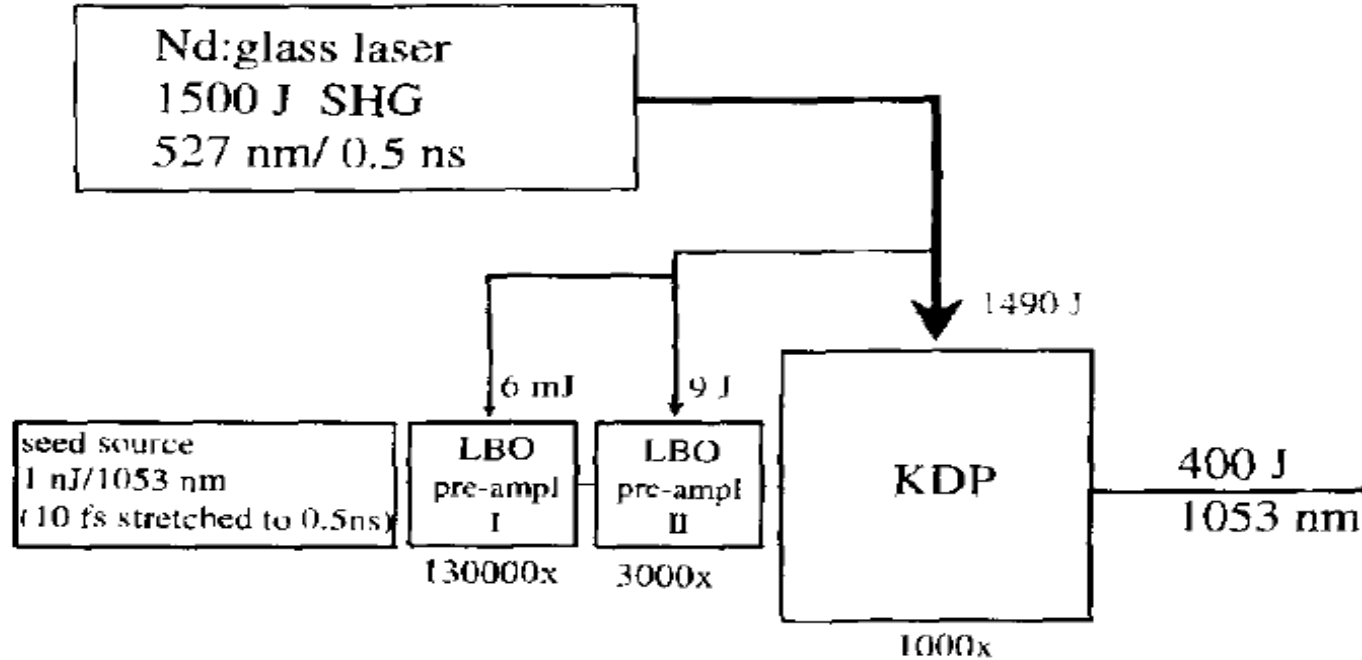 Nd:glass laser
1500 J SHG
527 nm/ 0.5 ns
1490 J
6 mJ
9 J
seed source
1 nJ/1053 nm
(10 fs stretched to 0.5ns)
LBO
pre-ampl
I
LBO
pre-ampl
II
KDP
400 J
1053 nm
130000x
3000x
1000x